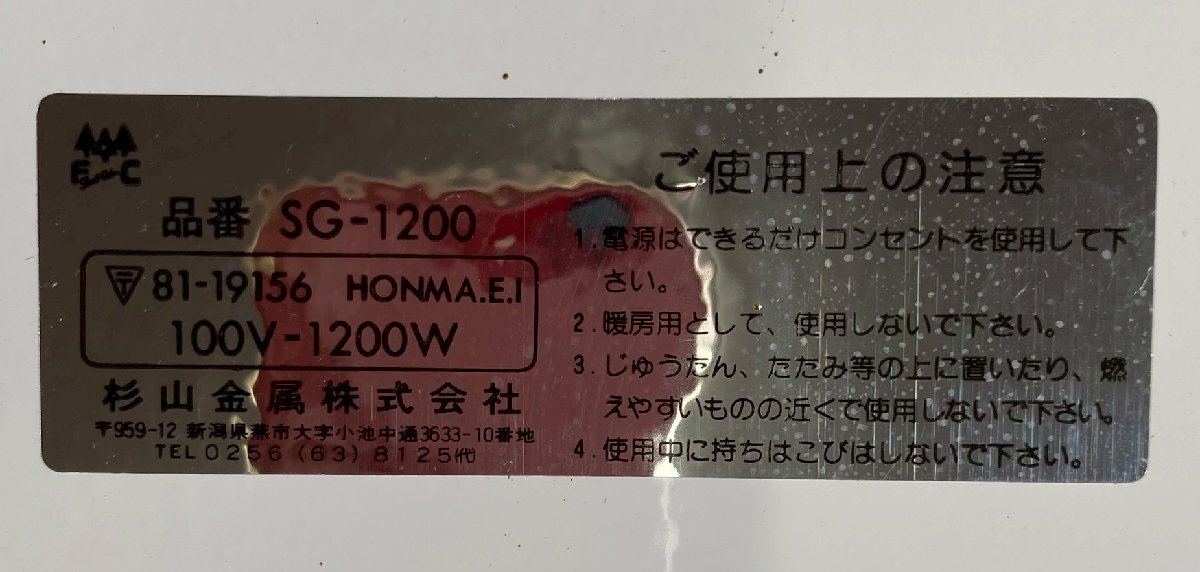 E C
品番 SG-1200
〒 81-19156 HONMA.E.I
100V-1200W
杉山金属株式会社
〒959-12 新潟県燕市大字小池中通3633-10番地
TEL 0256 (63) 8125 (代)
ご使用上の注意
1. 電源はできるだけコンセントを使用して下
さい。
2. 暖房用として、使用しないで下さい。
3. じゅうたん、たたみ等の上に置いたり、燃
えやすいものの近くで使用しないで下さい。
4. 使用中に持ちはこびはしないで下さい。